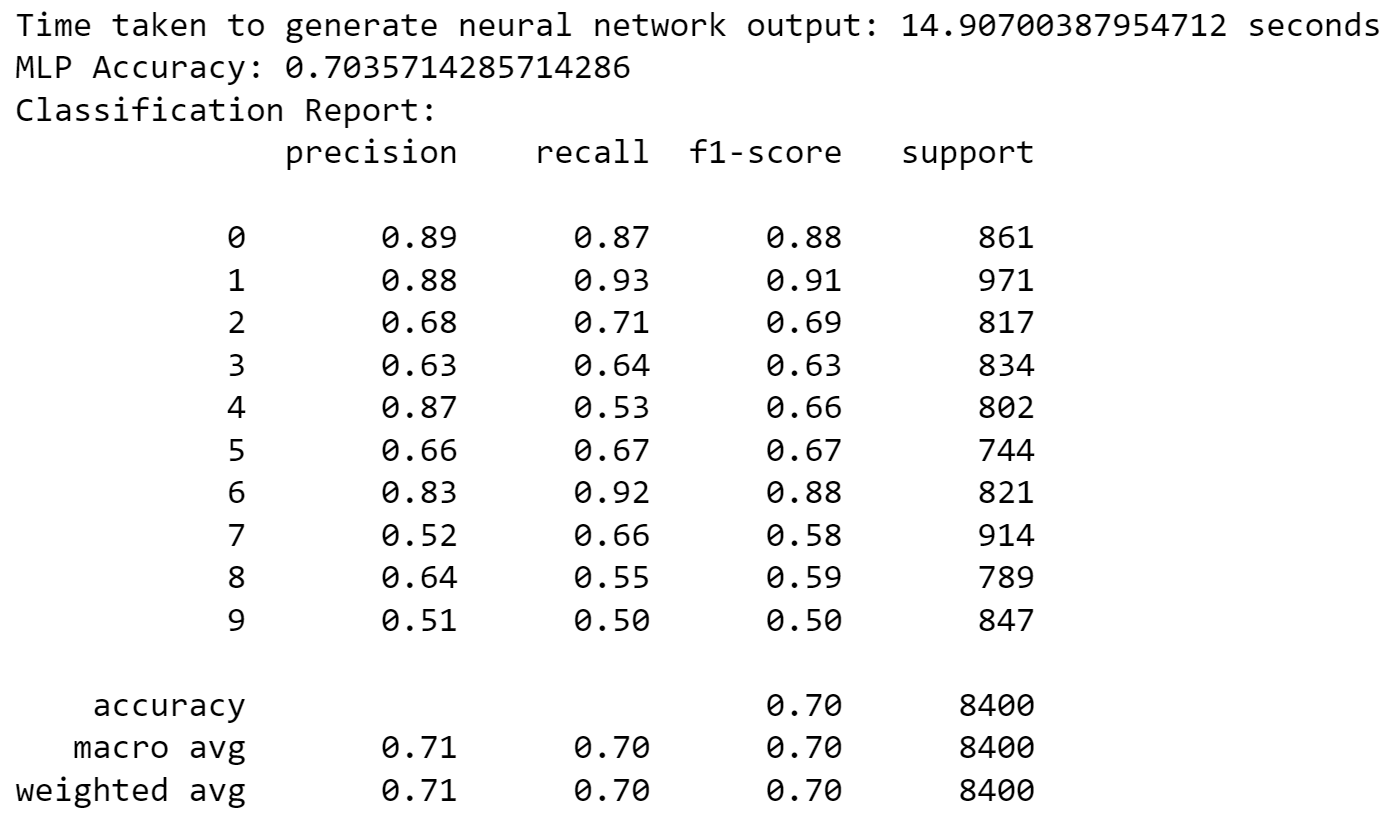 Time taken to generate neural network output: 14.90700387954712 seconds
MLP Accuracy: 0.7035714285714286
Classification Report:
              precision    recall  f1-score   support

           0       0.89      0.87      0.88       861
           1       0.88      0.93      0.91       971
           2       0.68      0.71      0.69       817
           3       0.63      0.64      0.63       834
           4       0.87      0.53      0.66       802
           5       0.66      0.67      0.67       744
           6       0.83      0.92      0.88       821
           7       0.52      0.66      0.58       914
           8       0.64      0.55      0.59       789
           9       0.51      0.50      0.50       847

    accuracy                           0.70      8400
   macro avg       0.71      0.70      0.70      8400
weighted avg       0.71      0.70      0.70      8400